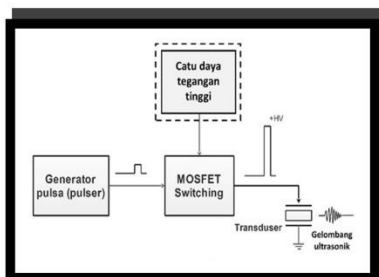 Catu daya
tegangan
tinggi
+HV
Generator
pulsa (pulser)
MOSFET
Switching
Transduser
Gelombang
ultrasonik